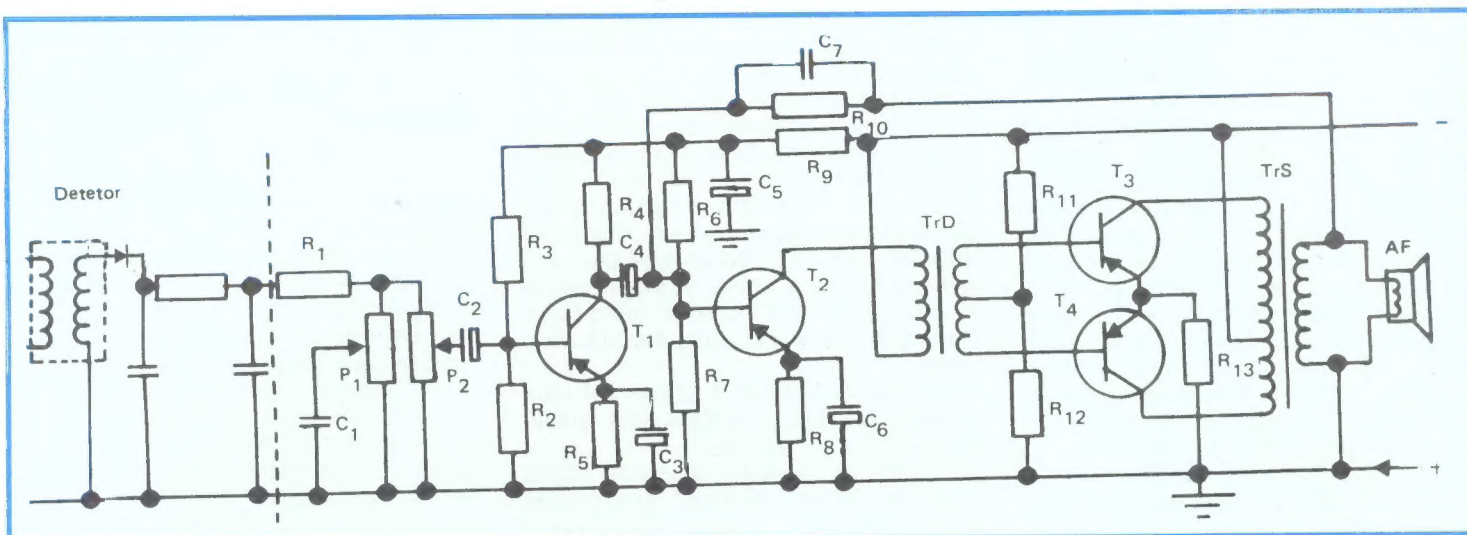 C7
R10
R9
Detetor
R1
R3
R4
C4
R6
C5
TrD
R11
T3
TrS
AF
C2
T1
T2
T4
P1
P2
R7
R13
C1
R2
R5
C3
R8
C6
R12
-
+